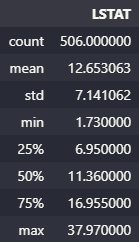 LSTAT
count 506.000000
mean 12.653063
std 7.141062
min 1.730000
25% 6.950000
50% 11.360000
75% 16.955000
max 37.970000